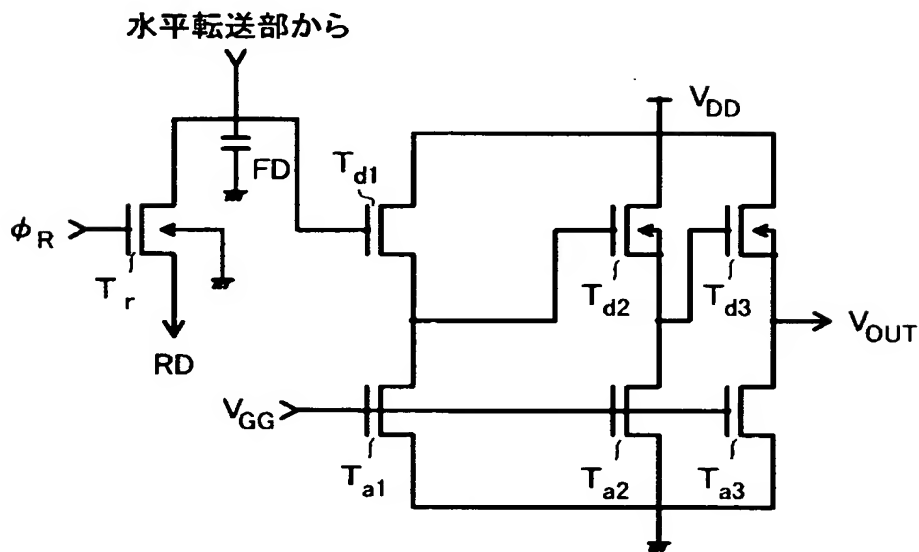 水平転送部から
V_DD
FD
T_d1
φ_R
T_r
T_d2
T_d3
V_OUT
RD
V_GG
T_a1
T_a2
T_a3